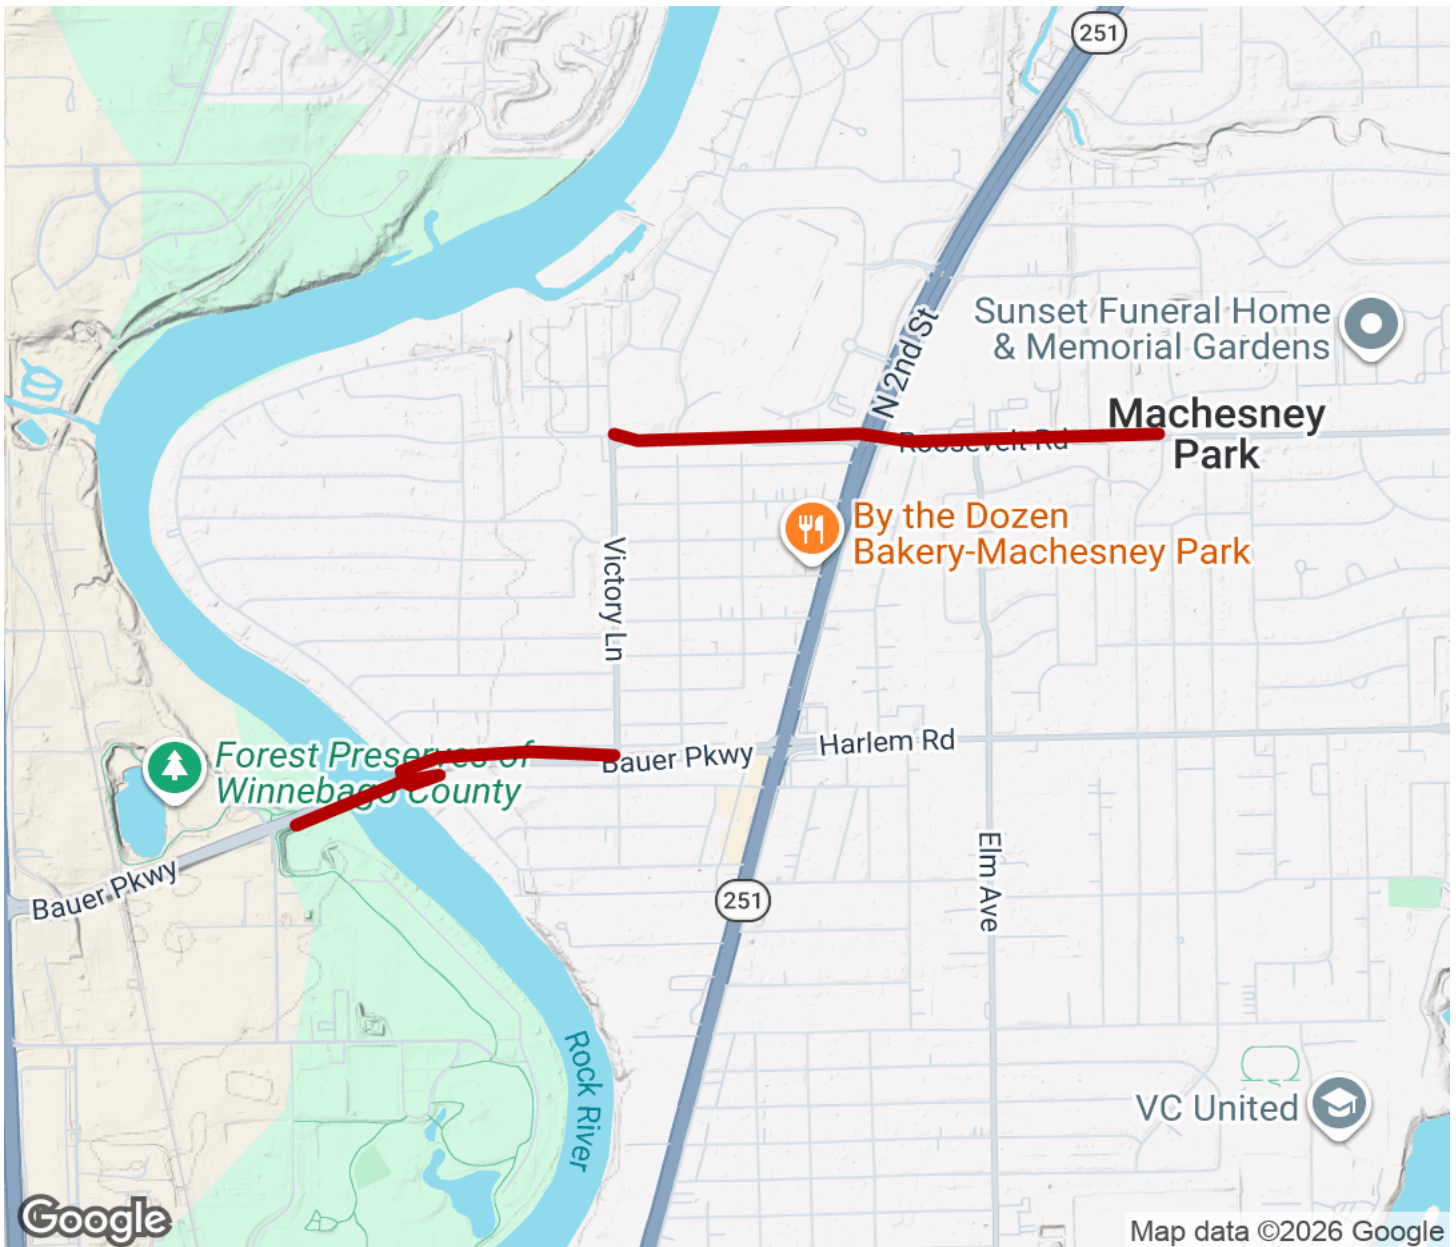 251
N 2nd St
Sunset Funeral Home
& Memorial Gardens
Machesney
Park
Roosevelt Rd
By the Dozen
Bakery-Machesney Park
Victory Ln
Forest Preserves of
Winnebago County
Bauer Pkwy
Harlem Rd
Bauer Pkwy
Elm Ave
251
Rock River
VC United
Google
Map data ©2026 Google